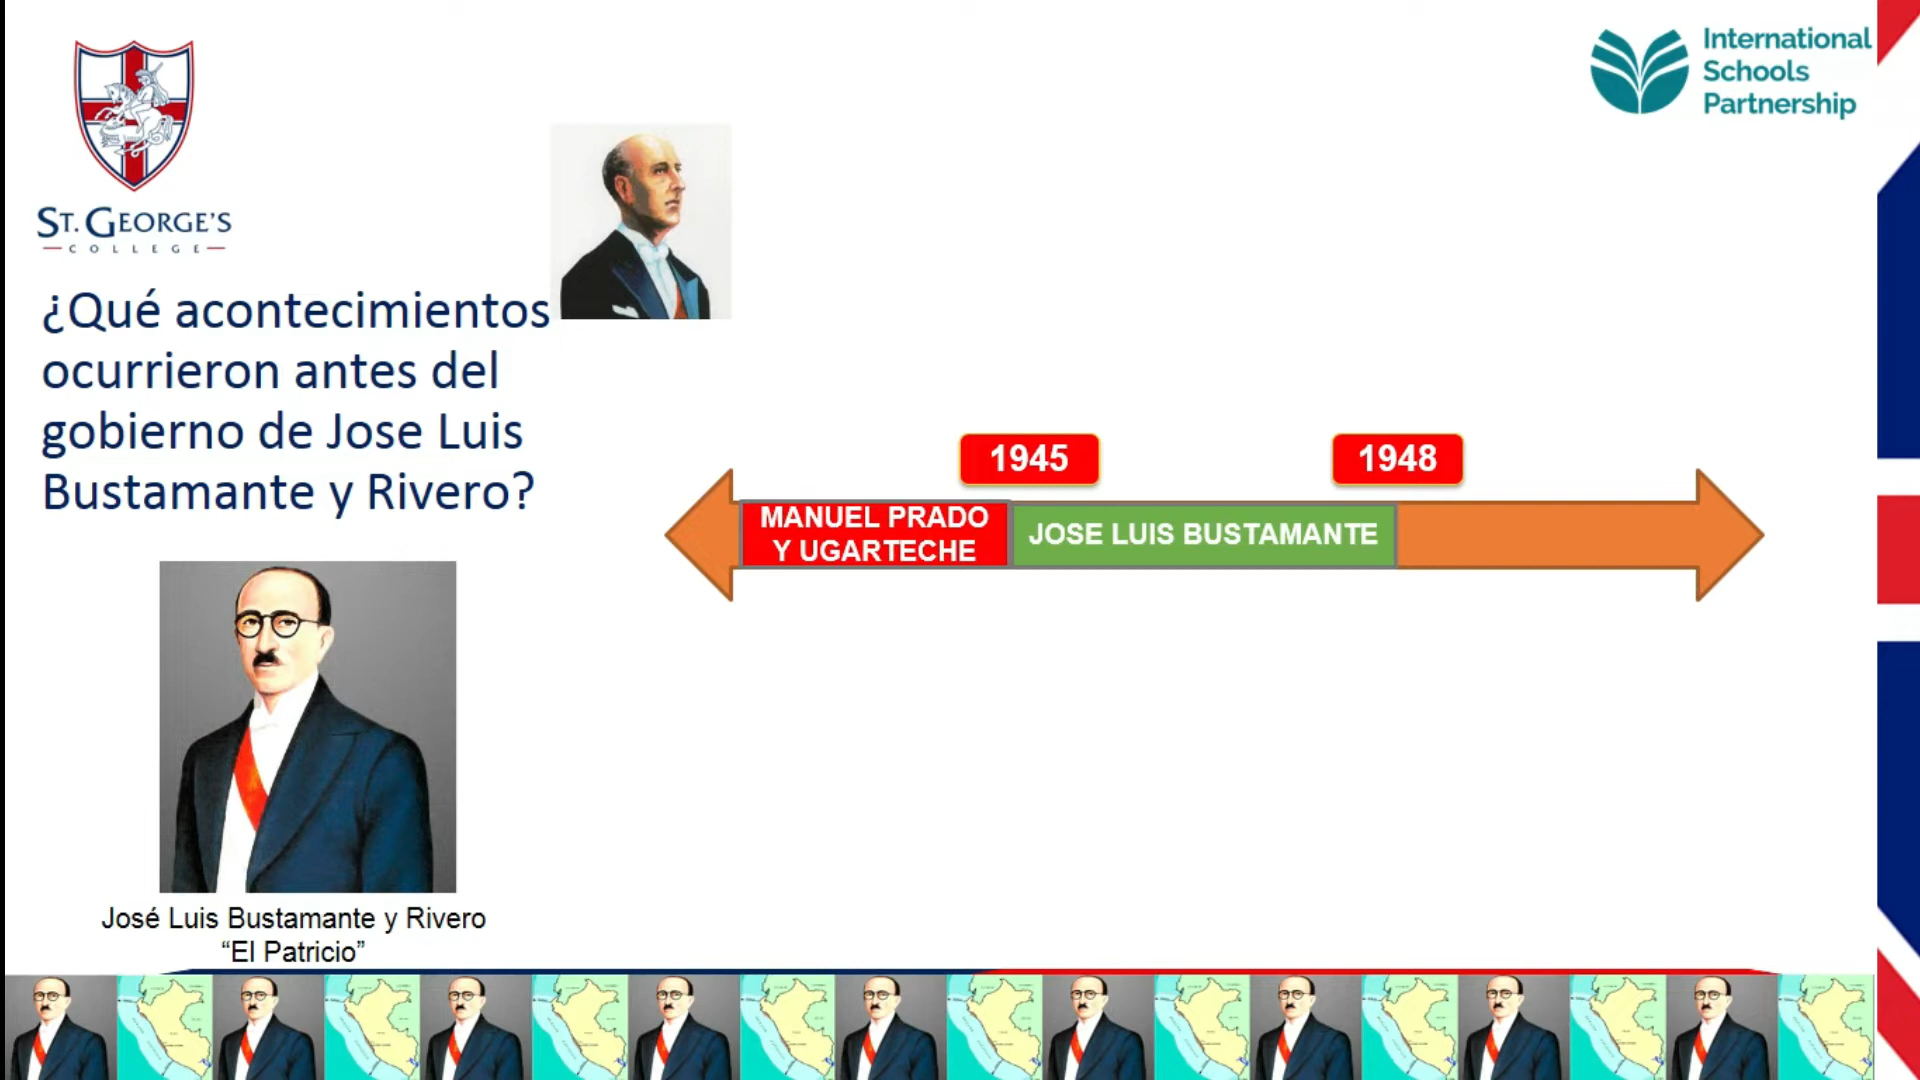 International
Schools
Partnership
ST. GEORGE'S
COLLEGE
¿Qué acontecimientos
ocurrieron antes del
gobierno de Jose Luis
Bustamante y Rivero?
1945
1948
MANUEL PRADO
Y UGARTECHE
JOSE LUIS BUSTAMANTE
José Luis Bustamante y Rivero
“El Patricio”